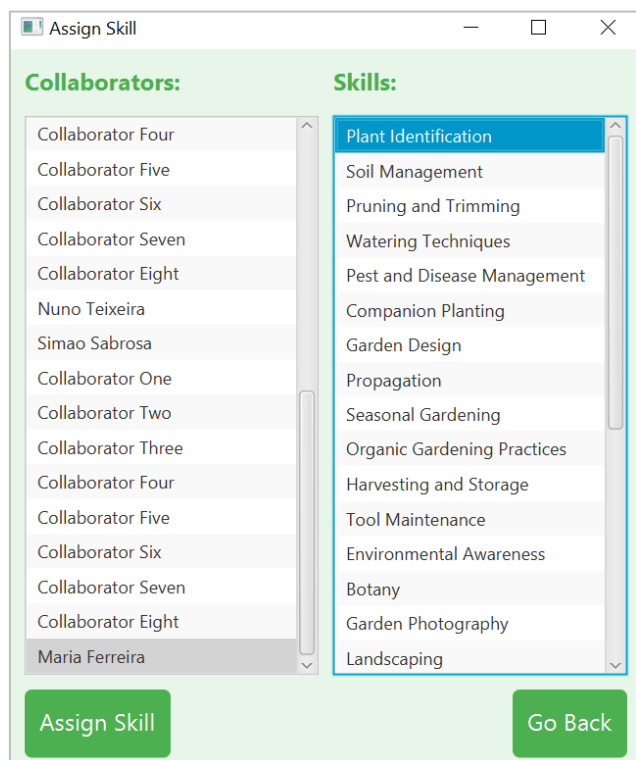 Assign Skill
Collaborators:
Collaborator Four
Collaborator Five
Collaborator Six
Collaborator Seven
Collaborator Eight
Nuno Teixeira
Simao Sabrosa
Collaborator One
Collaborator Two
Collaborator Three
Collaborator Four
Collaborator Five
Collaborator Six
Collaborator Seven
Collaborator Eight
Maria Ferreira
Skills:
Plant Identification
Soil Management
Pruning and Trimming
Watering Techniques
Pest and Disease Management
Companion Planting
Garden Design
Propagation
Seasonal Gardening
Organic Gardening Practices
Harvesting and Storage
Tool Maintenance
Environmental Awareness
Botany
Garden Photography
Landscaping
Assign Skill
Go Back